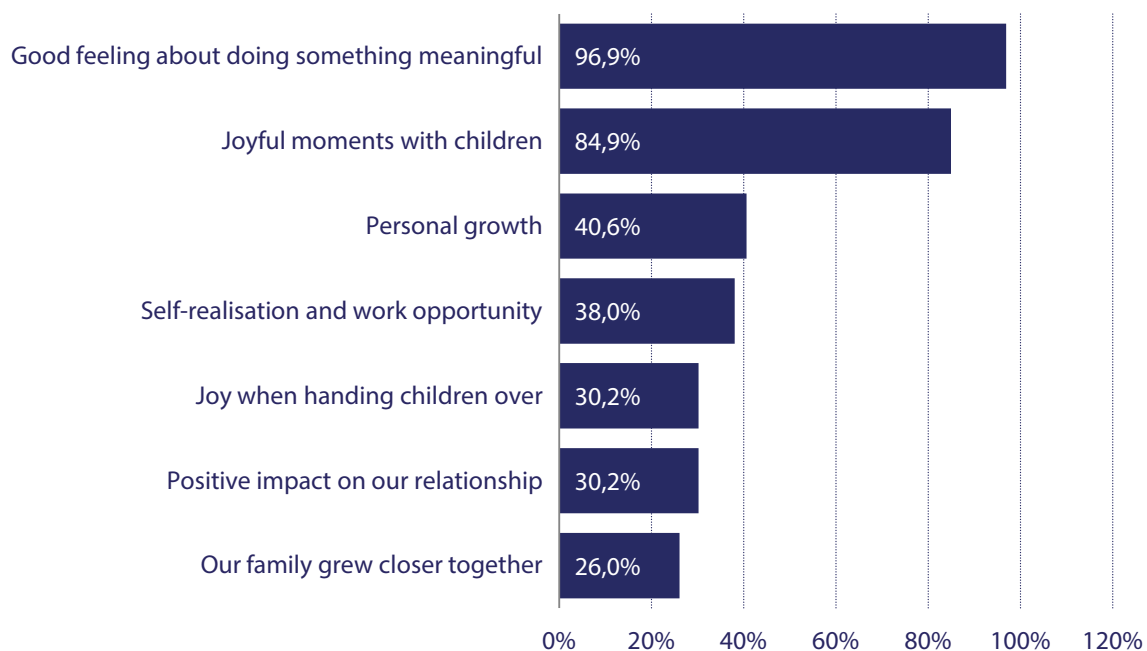 Good feeling about doing something meaningful 96,9%
Joyful moments with children 84,9%
Personal growth 40,6%
Self-realisation and work opportunity 38,0%
Joy when handing children over 30,2%
Positive impact on our relationship 30,2%
Our family grew closer together 26,0%
0% 20% 40% 60% 80% 100% 120%